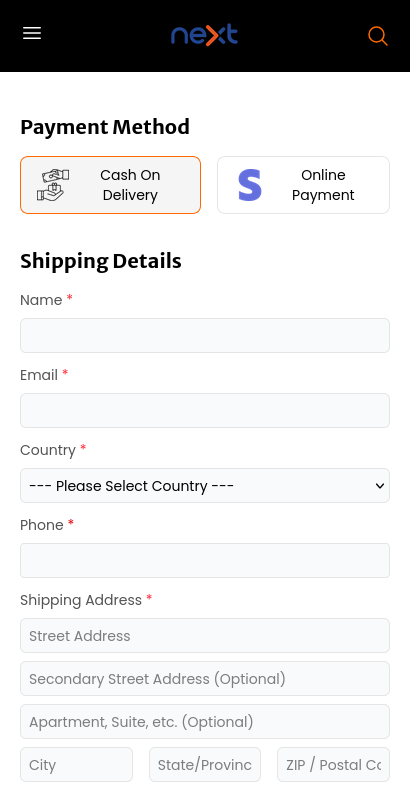 next
Payment Method
Cash On
Delivery
Online
Payment
Shipping Details
Name *
Email *
Country *
--- Please Select Country ---
Phone *
Shipping Address *
Street Address
Secondary Street Address (Optional)
Apartment, Suite, etc. (Optional)
City State/Provinc ZIP / Postal Co